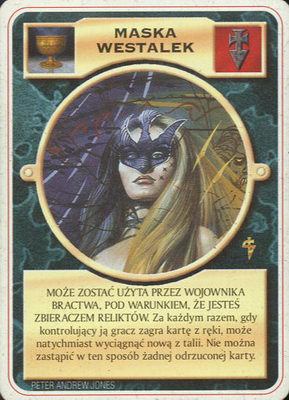 MASKA
WESTALEK
MOŻE ZOSTAĆ UŻYTA PRZEZ WOJOWNIKA
BRACTWA, POD WARUNKIEM, ŻE JESTEŚ
ZBIERACZEM RELIKTÓW. Za każdym razem, gdy
kontrolujący ją gracz zagra kartę z ręki, może
natychmiast wyciągnąć nową z talii. Nie można
zastąpić w ten sposób żadnej odrzuconej karty.
PETER ANDREW JONES